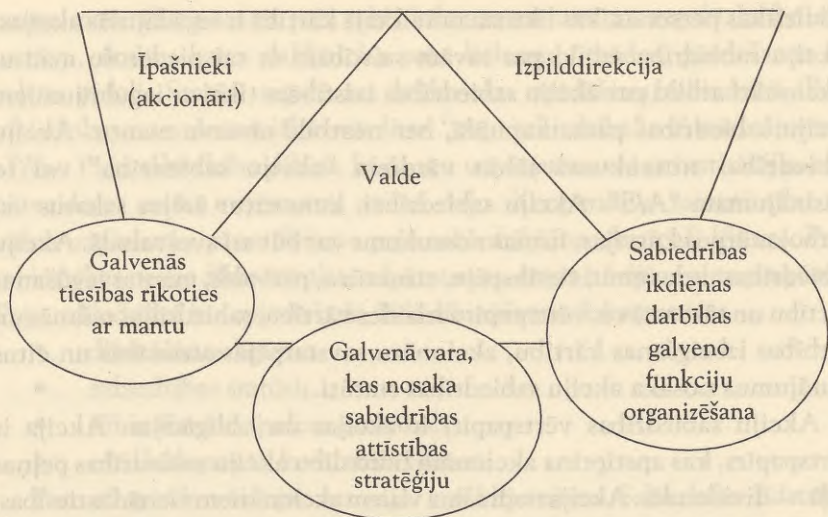 Īpašnieki
(akcionāri)
Izpilddirekcija
Valde
Galvenās
tiesības rīkoties
ar mantu
Galvenā vara,
kas nosaka
sabiedrības
attīstības
stratēģiju
Sabiedrības
ikdienas
darbības
galveno
funkciju
organizēšana